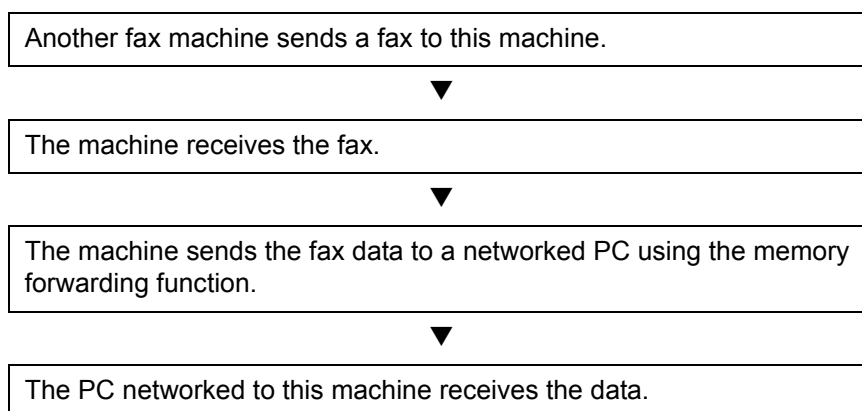 Another fax machine sends a fax to this machine.
▼
The machine receives the fax.
▼
The machine sends the fax data to a networked PC using the memory
forwarding function.
▼
The PC networked to this machine receives the data.